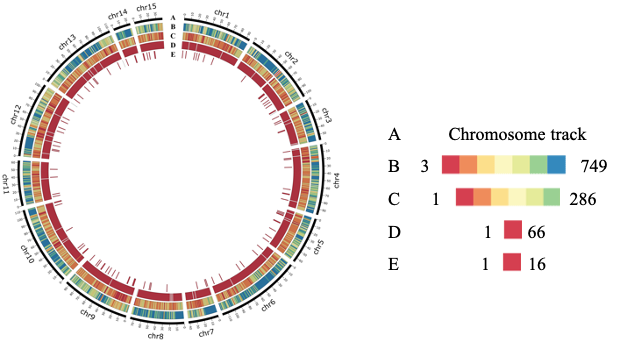 chr1
chr2
chr3
chr4
chr5
chr6
chr7
chr8
chr9
chr10
chr11
chr12
chr13
chr14
chr15
A
B
C
D
E
A Chromosome track
B 3 749
C 1 286
D 1 66
E 1 16